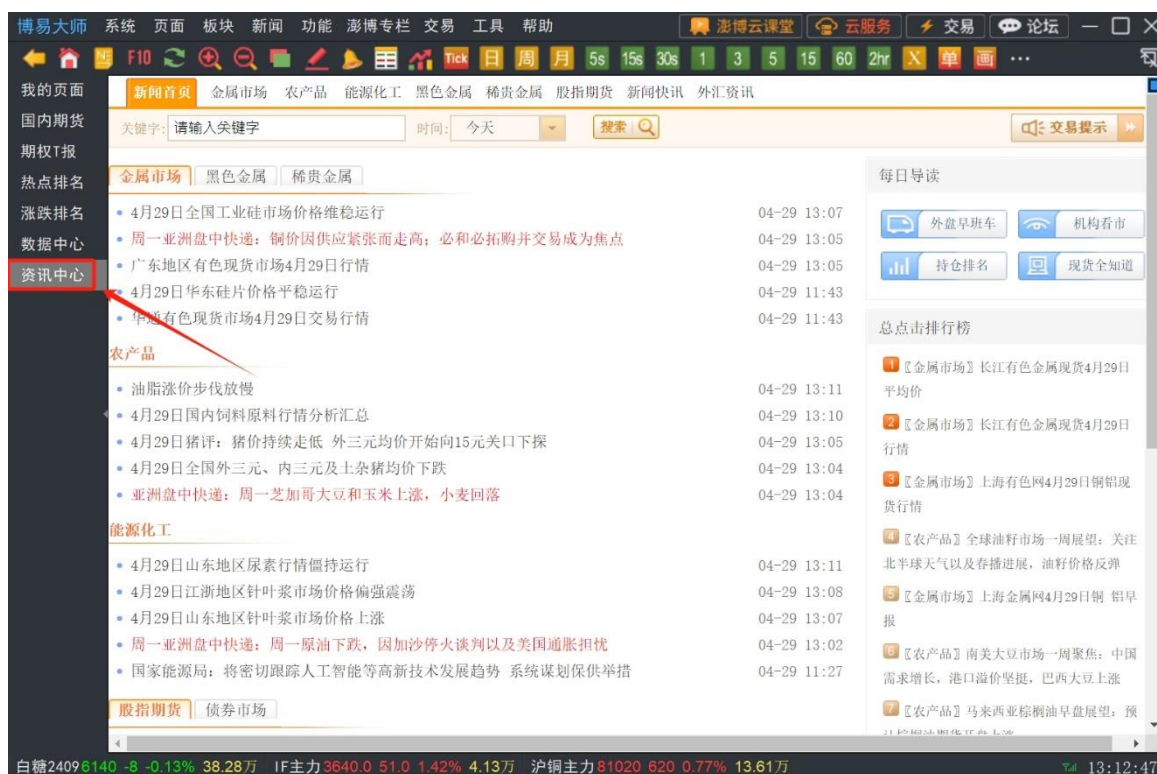 博易大师 系统 页面 板块 新闻 功能 澎博专栏 交易 工具 帮助 澎博云课堂 云服务 交易 论坛
F10 Tick 日 周 月 5s 15s 30s 1 3 5 15 60 2hr X 单 画 ...
我的页面
国内期货
期权T报
热点排名
涨跌排名
数据中心
资讯中心
新闻首页 金属市场 农产品 能源化工 黑色金属 稀贵金属 股指期货 新闻快讯 外汇资讯
关键字: 请输入关键字 时间: 今天 搜索 交易提示
金属市场 黑色金属 稀贵金属
4月29日全国工业硅市场价格维稳运行 04-29 13:07
周一亚洲盘中快递：铜价因供应紧张而走高；必和必拓购并交易成为焦点 04-29 13:05
广东地区有色现货市场4月29日行情 04-29 13:05
4月29日华东硅片价格平稳运行 04-29 11:43
华通有色现货市场4月29日交易行情 04-29 11:43
农产品
油脂涨价步伐放慢 04-29 13:11
4月29日国内饲料原料行情分析汇总 04-29 13:10
4月29日猪评：猪价持续走低 外三元均价开始向15元关口下探 04-29 13:05
4月29日全国外三元、内三元及土杂猪均价下跌 04-29 13:04
亚洲盘中快递：周一芝加哥大豆和玉米上涨，小麦回落 04-29 13:04
能源化工
4月29日山东地区尿素行情僵持运行 04-29 13:11
4月29日江浙地区针叶浆市场价格偏强震荡 04-29 13:08
4月29日山东地区针叶浆市场价格上涨 04-29 13:07
周一亚洲盘中快递：周一原油下跌，因加沙停火谈判以及美国通胀担忧 04-29 13:02
国家能源局：将密切跟踪人工智能等高新技术发展趋势 系统谋划保供举措 04-29 11:27
股指期货 债券市场
每日导读
外盘早班车 机构看市
持仓排名 现货全知道
总点击排行榜
1〖金属市场〗长江有色金属现货4月29日
平均价
2〖金属市场〗长江有色金属现货4月29日
行情
3〖金属市场〗上海有色网4月29日铜铝现
货行情
4〖农产品〗全球油籽市场一周展望：关注
北半球天气以及春播进展，油籽价格反弹
5〖金属市场〗上海金属网4月29日铜 铝早
报
6〖农产品〗南美大豆市场一周聚焦：中国
需求增长，港口溢价坚挺，巴西大豆上涨
7〖农产品〗马来西亚棕榈油早盘展望：预
白糖2409 6140 -8 -0.13% 38.28万 IF主力 3640.0 51.0 1.42% 4.13万 沪铜主力 81020 620 0.77% 13.61万 13:12:47